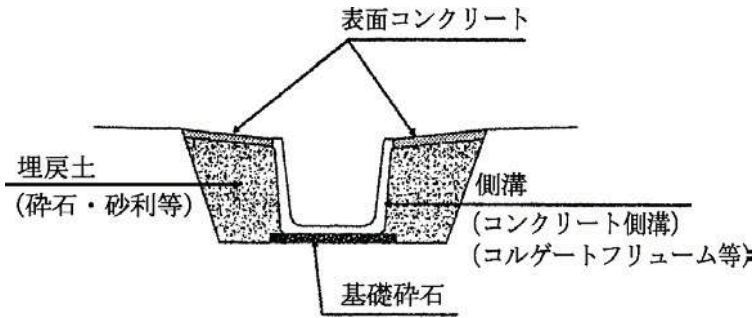 表面コンクリート
埋戻土
(砕石・砂利等)
側溝
(コンクリート側溝)
(コルゲートフリューム等)
基礎砕石